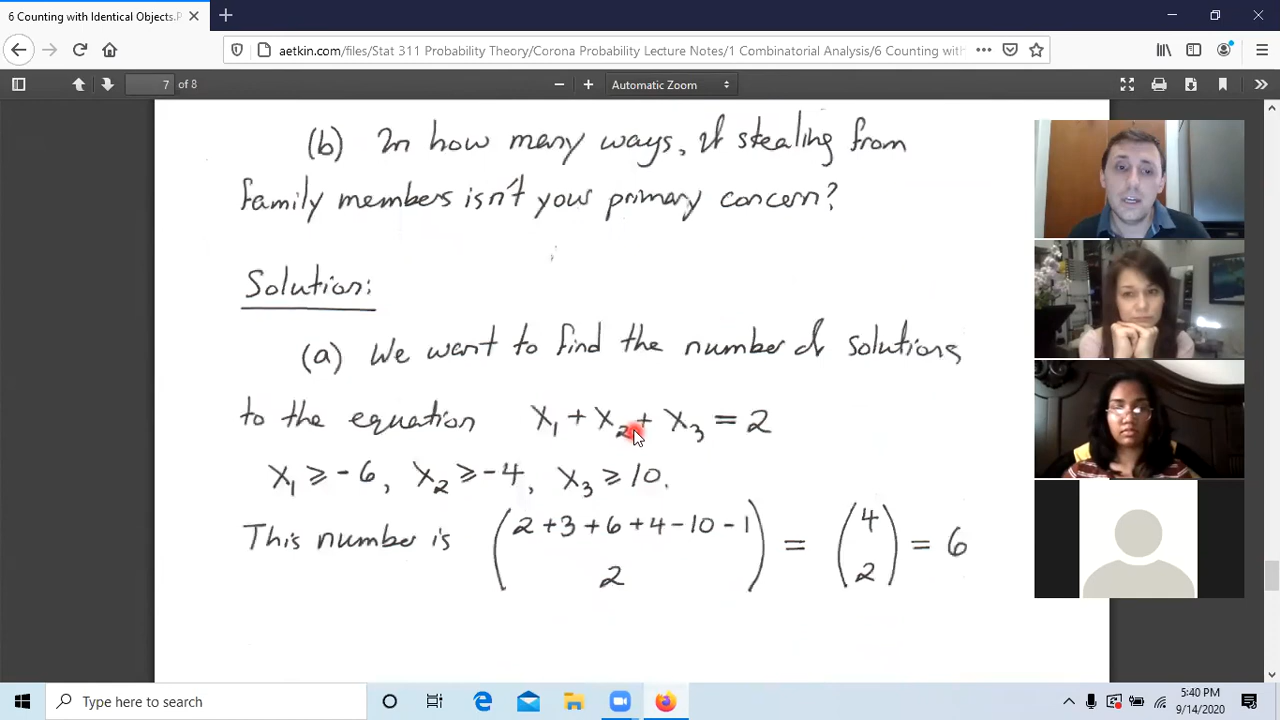 6 Counting with Identical Objects.P
aetkin.com/files/Stat 311 Probability Theory/Corona Probability Lecture Notes/1 Combinatorial Analysis/6 Counting with
7 of 8
Automatic Zoom
(b) In how many ways, if stealing from
family members isn't your primary concern?
Solution:
(a) We want to find the number of solutions
to the equation X₁ + X₂ + X₃ = 2
X₁ ≥ -6, X₂ ≥ -4, X₃ ≥ 10.
This number is (2+3+6+4-10-1 2) = (4 2) = 6
Type here to search
5:40 PM
9/14/2020